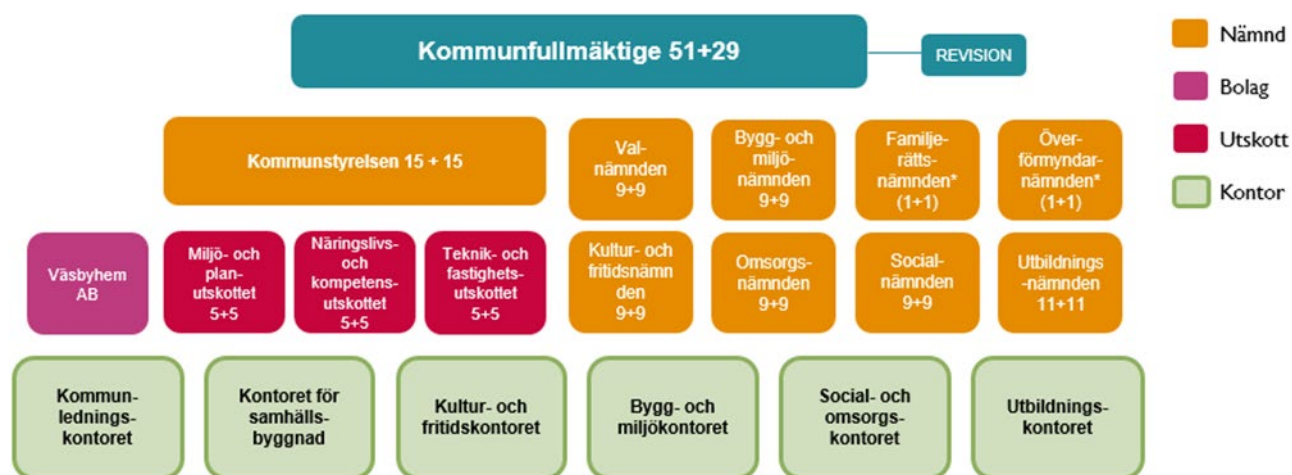 Kommunfullmäktige 51+29
REVISION
Nämnd
Bolag
Utskott
Kontor
Kommunstyrelsen 15 + 15
Val-
nämnden
9+9
Bygg- och
miljö-
nämnden
9+9
Familje-
rätts-
nämnden*
(1+1)
Över-
förmyndar-
nämnden*
(1+1)
Väsbyhem
AB
Miljö- och
plan-
utskottet
5+5
Näringslivs-
och
kompetens-
utskottet
5+5
Teknik- och
fastighets-
utskottet
5+5
Kultur- och
fritidsnämn
den
9+9
Omsorgs-
nämnden
9+9
Social-
nämnden
9+9
Utbildnings
-nämnden
11+11
Kommun-
lednings-
kontoret
Kontoret för
samhälls-
byggnad
Kultur- och
fritidskontoret
Bygg- och
miljökontoret
Social- och
omsorgs-
kontoret
Utbildnings-
kontoret